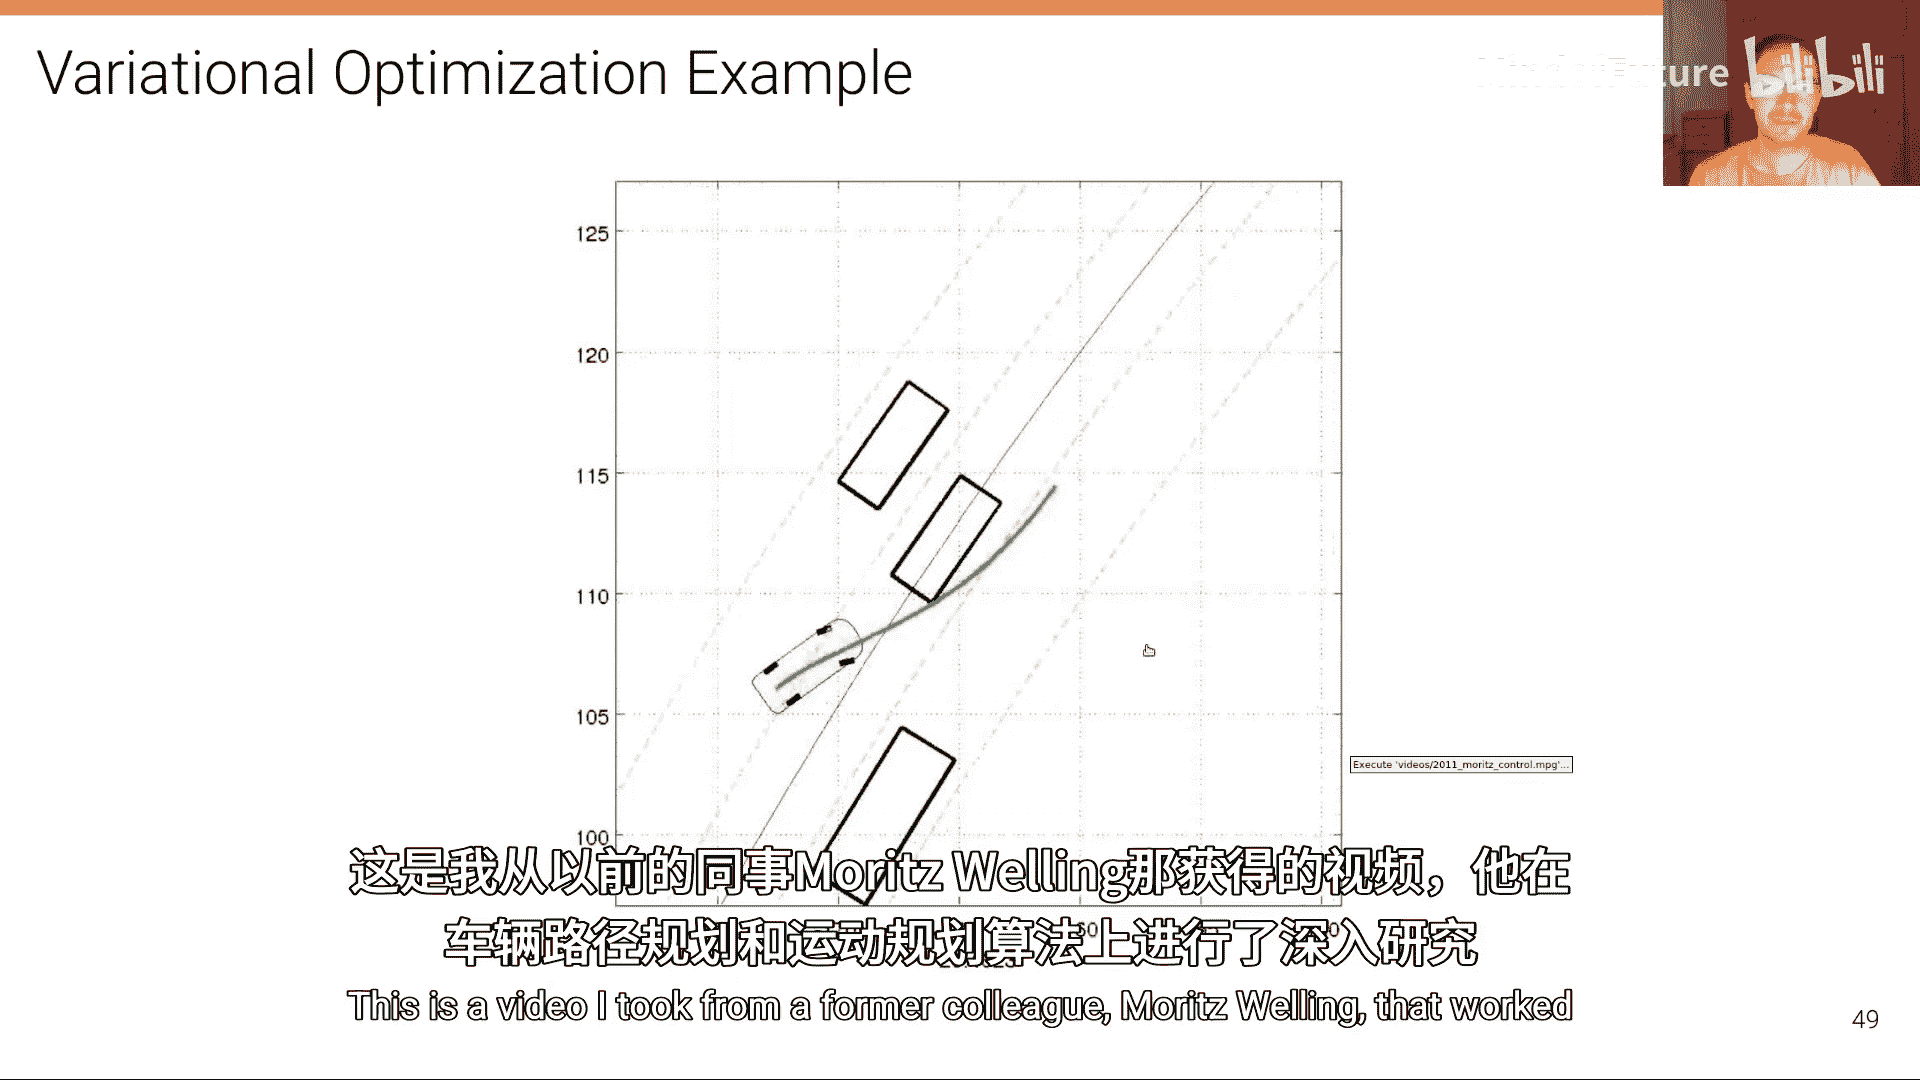 Variational Optimization Example
bilibili
125
120
115
110
105
100
Execute 'videos/2011_moritz_control.mpg'...
这是我从以前的同事Moritz Welling那获得的视频，他在
车辆路径规划和运动规划算法上进行了深入研究
This is a video I took from a former colleague, Moritz Welling, that worked
49